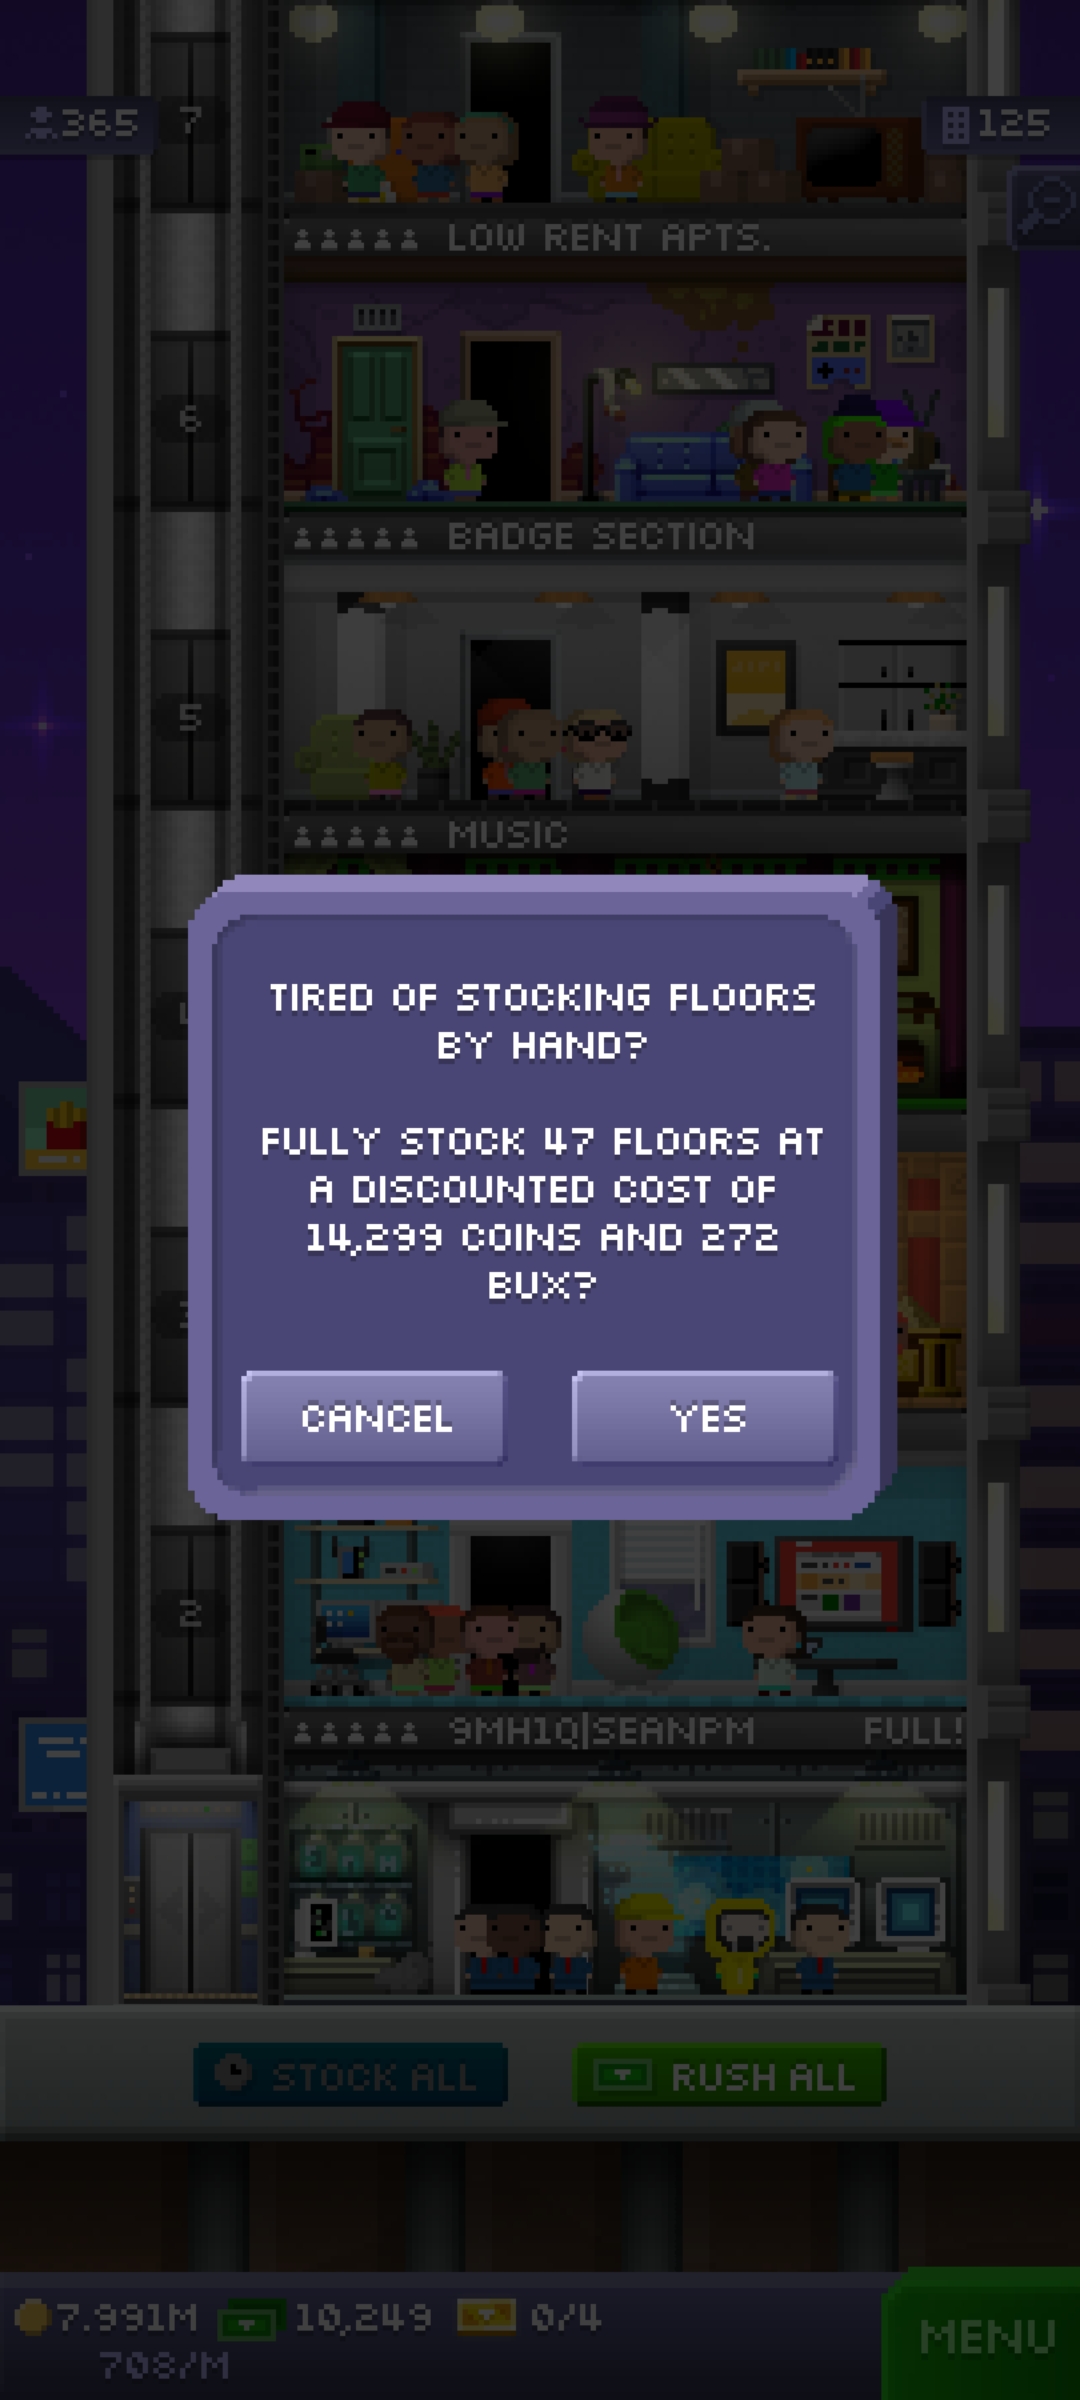 365
7
125
LOW RENT APTS.
6
BADGE SECTION
5
MUSIC
TIRED OF STOCKING FLOORS
BY HAND?
FULLY STOCK 47 FLOORS AT
A DISCOUNTED COST OF
14,299 COINS AND 272
BUX?
CANCEL
YES
2
9MH1Q|SEANPM
FULL!
STOCK ALL
RUSH ALL
7.991M
10,249
0/4
708/M
MENU